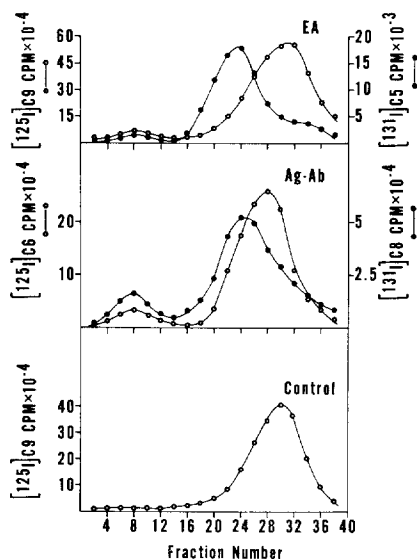 EA
60
45
30
15
20
15
10
5
[125I]C9 CPM×10-4
[131I]C5 CPM×10-3
Ag-Ab
20
10
5
2.5
[125I]C6 CPM×10-4
[131I]C8 CPM×10-4
Control
40
30
20
10
[125I]C9 CPM×10-4
4 8 12 16 20 24 28 32 36 40
Fraction Number